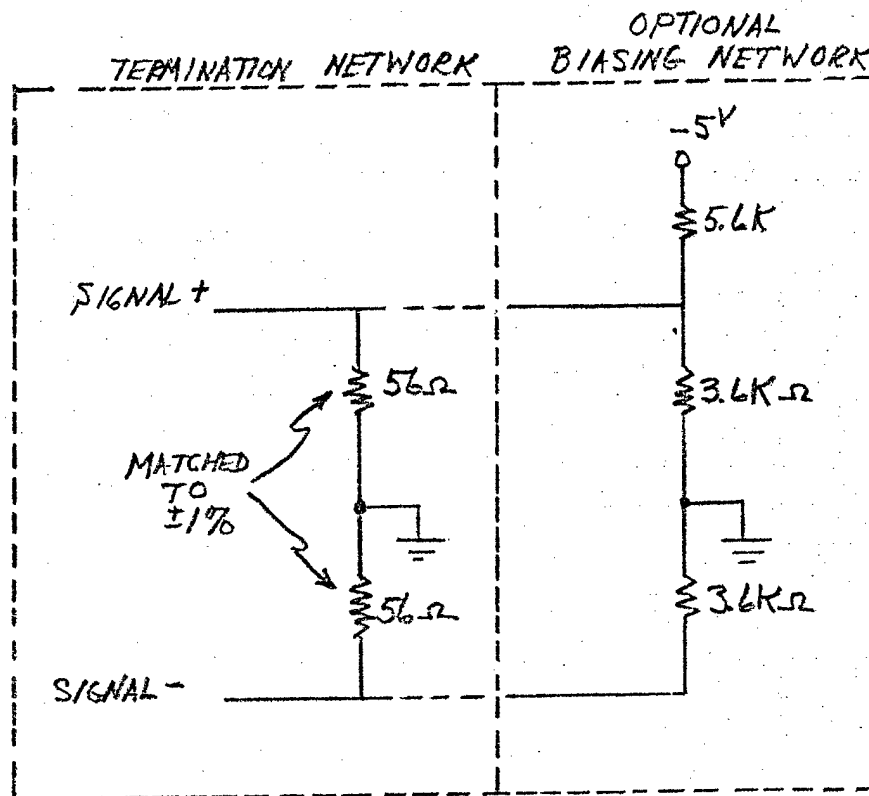 OPTIONAL
TERMINATION NETWORK
BIASING NETWORK
-5V
5.6K
SIGNAL +
56Ω
3.6KΩ
MATCHED
TO
±1%
56Ω
3.6KΩ
SIGNAL -